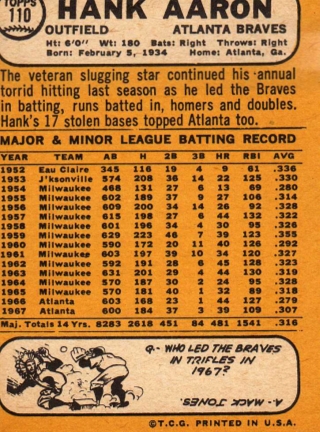 TOPPS
110
HANK AARON
OUTFIELD ATLANTA BRAVES
Ht: 6'0'' Wt: 180 Bats: Right Throws: Right
Born: February 5, 1934 Home: Atlanta, Ga.
The veteran slugging star continued his annual
torrid hitting last season as he led the Braves
in batting, runs batted in, homers and doubles.
Hank's 17 stolen bases topped Atlanta too.
MAJOR & MINOR LEAGUE BATTING RECORD
YEAR TEAM AB H 2B 3B HR RBI AVG
1952 Eau Claire 345 116 19 4 9 61 .336
1953 J'ksonville 574 208 36 14 22 125 .330
1954 Milwaukee 468 131 27 6 13 69 .280
1955 Milwaukee 602 189 37 9 27 106 .314
1956 Milwaukee 609 200 34 14 26 92 .328
1957 Milwaukee 615 198 27 6 44 132 .322
1958 Milwaukee 601 196 34 4 30 95 .326
1959 Milwaukee 629 223 46 7 39 123 .355
1960 Milwaukee 590 172 20 11 40 126 .292
1961 Milwaukee 603 197 39 10 34 120 .327
1962 Milwaukee 592 191 28 6 45 128 .323
1963 Milwaukee 631 201 29 4 44 130 .319
1964 Milwaukee 570 187 30 2 24 95
1965 Milwaukee 570 181 40 1 32 89 .318
1966 Atlanta 603 168 23 1 44 127 .279
1967 Atlanta 600 184 37 3 39 109 .307
Maj. Totals 14 Yrs. 8283 2618 451 84 481 1541 .316
Q- WHO LED THE BRAVES
IN TRIPLES IN
1967?
A- MACK JONES.
©T.C.G. PRINTED IN U.S.A.